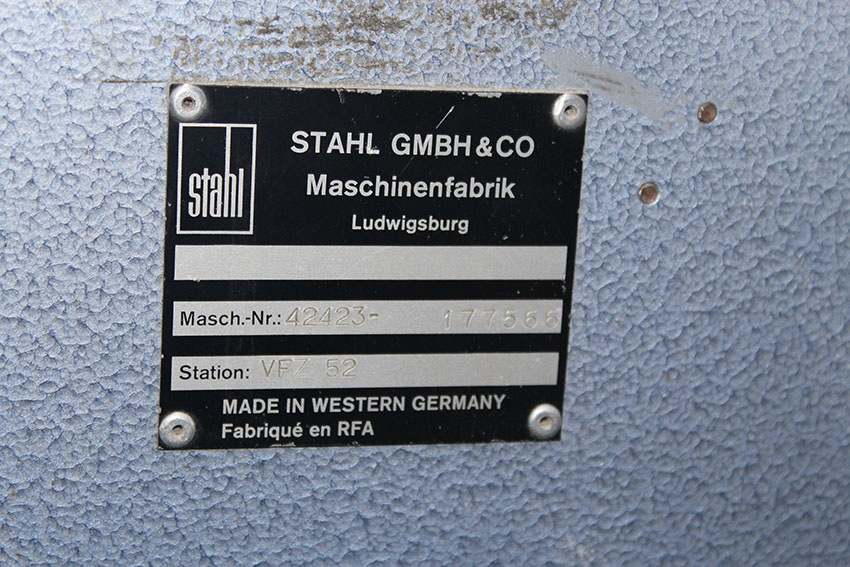 stahl
STAHL GMBH & CO
Maschinenfabrik
Ludwigsburg
Masch.-Nr.: 42423- 177566
Station: VFZ 52
MADE IN WESTERN GERMANY
Fabriqué en RFA